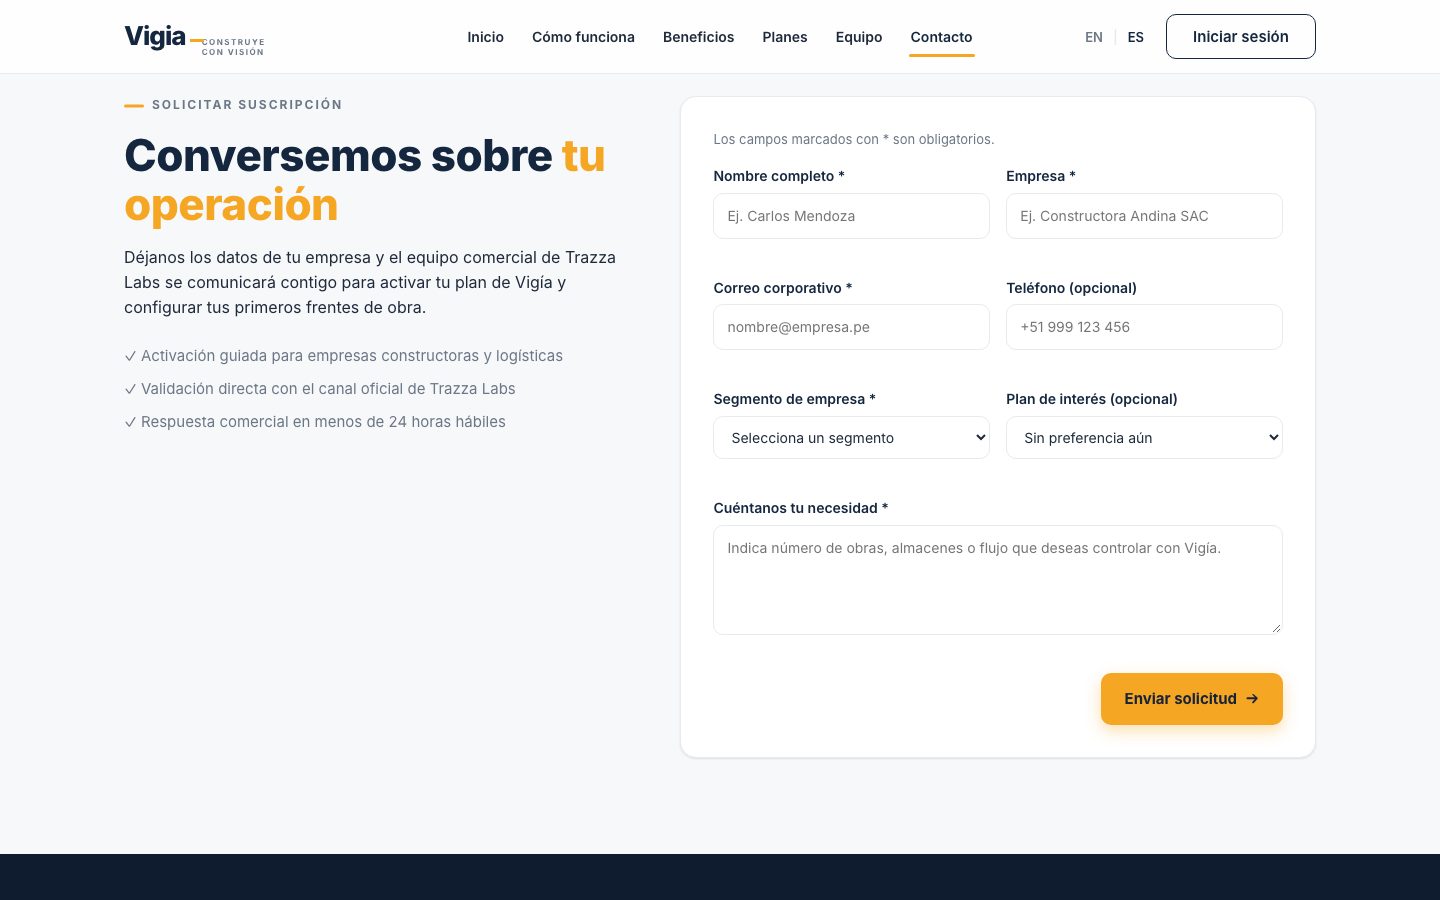 Vigia
CONSTRUYE
CON VISIÓN
Inicio
Cómo funciona
Beneficios
Planes
Equipo
Contacto
EN
ES
Iniciar sesión
SOLICITAR SUSCRIPCIÓN
Conversemos sobre tu
operación
Déjanos los datos de tu empresa y el equipo comercial de Trazza
Labs se comunicará contigo para activar tu plan de Vigía y
configurar tus primeros frentes de obra.
✓ Activación guiada para empresas constructoras y logísticas
✓ Validación directa con el canal oficial de Trazza Labs
✓ Respuesta comercial en menos de 24 horas hábiles
Los campos marcados con * son obligatorios.
Nombre completo *
Ej. Carlos Mendoza
Empresa *
Ej. Constructora Andina SAC
Correo corporativo *
nombre@empresa.pe
Teléfono (opcional)
+51 999 123 456
Segmento de empresa *
Selecciona un segmento
Plan de interés (opcional)
Sin preferencia aún
Cuéntanos tu necesidad *
Indica número de obras, almacenes o flujo que deseas controlar con Vigía.
Enviar solicitud →